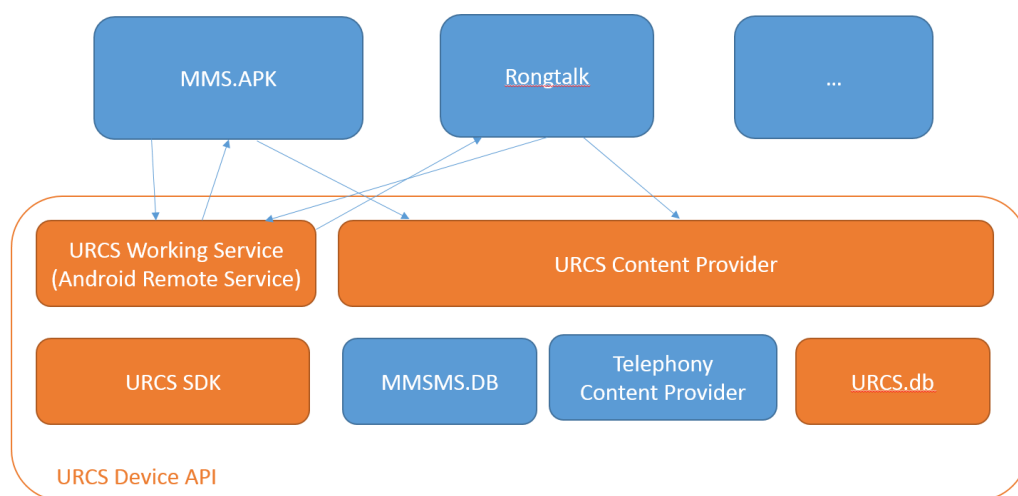 MMS.APK
Rongtalk
...
URCS Working Service
(Android Remote Service)
URCS Content Provider
URCS SDK
MMSMS.DB
Telephony
Content Provider
URCS.db
URCS Device API